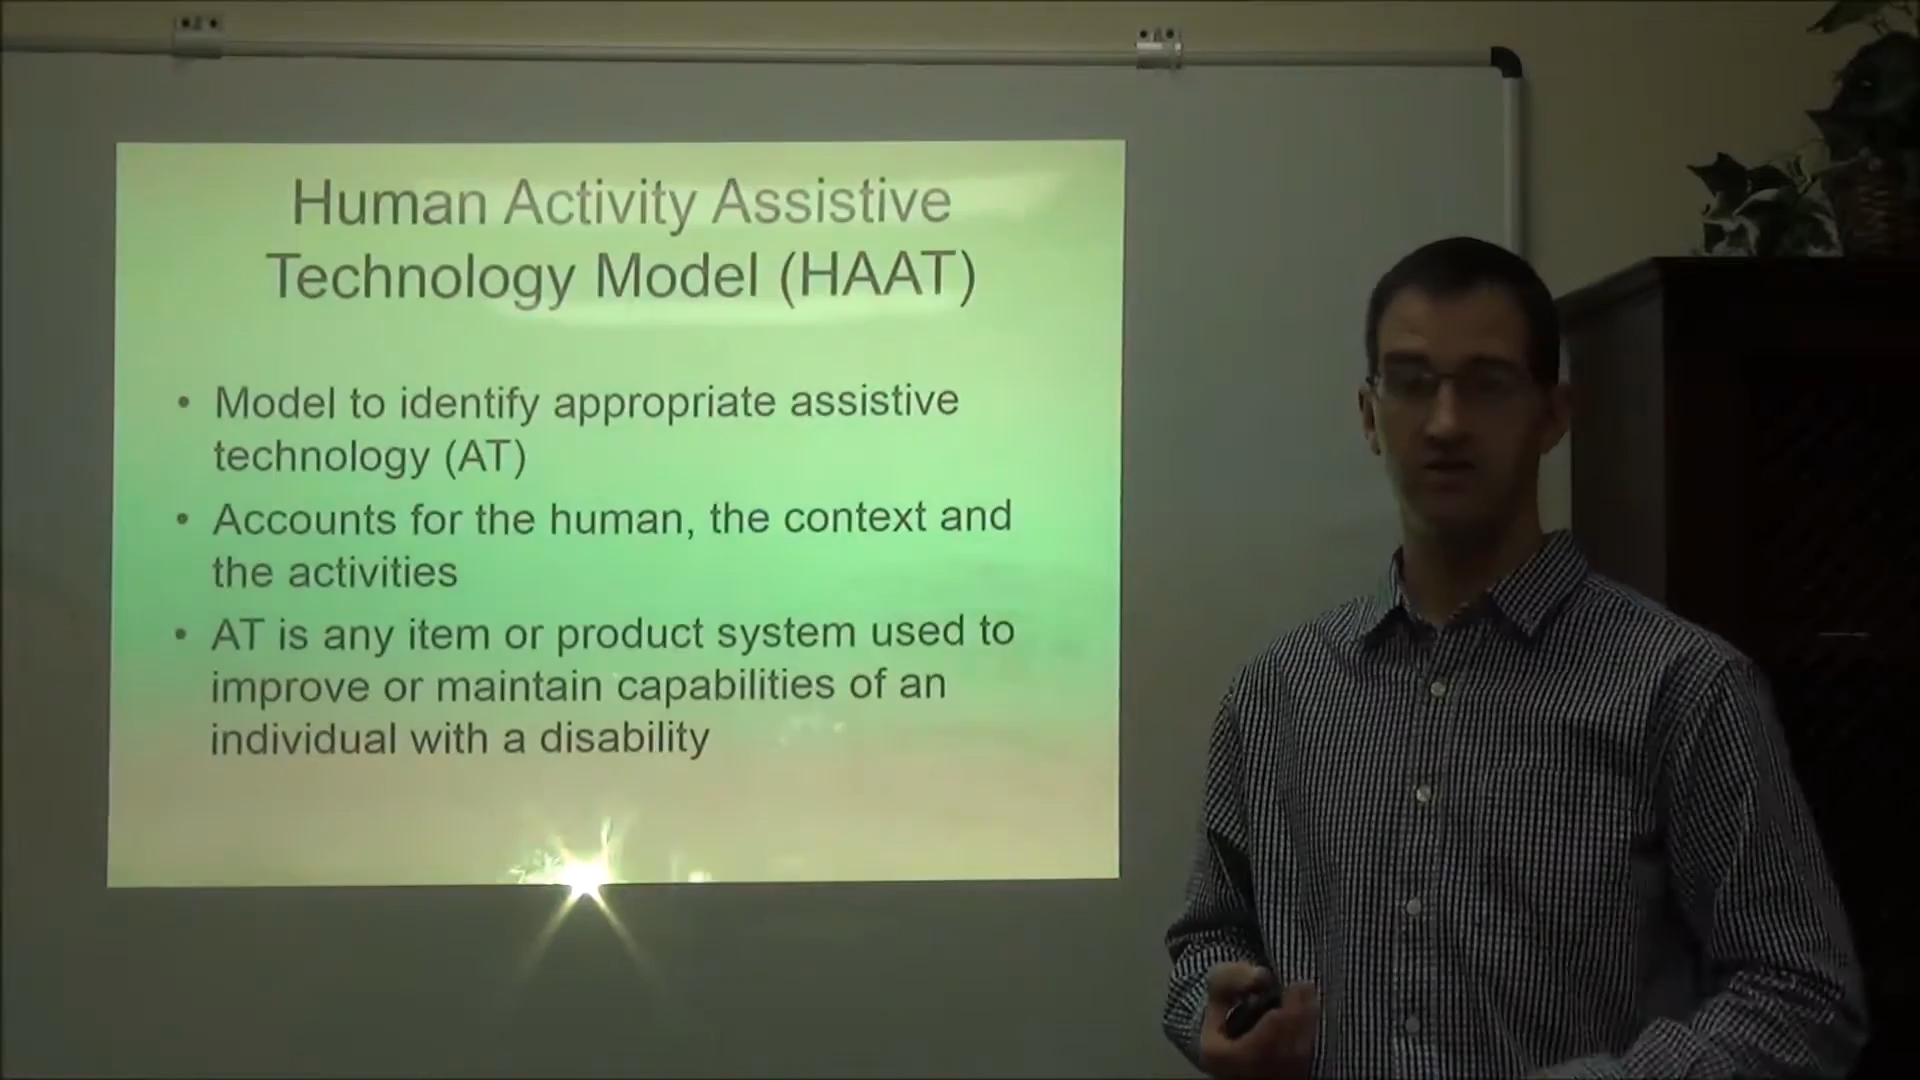 Human Activity Assistive
Technology Model (HAAT)
• Model to identify appropriate assistive
technology (AT)
• Accounts for the human, the context and
the activities
• AT is any item or product system used to
improve or maintain capabilities of an
individual with a disability